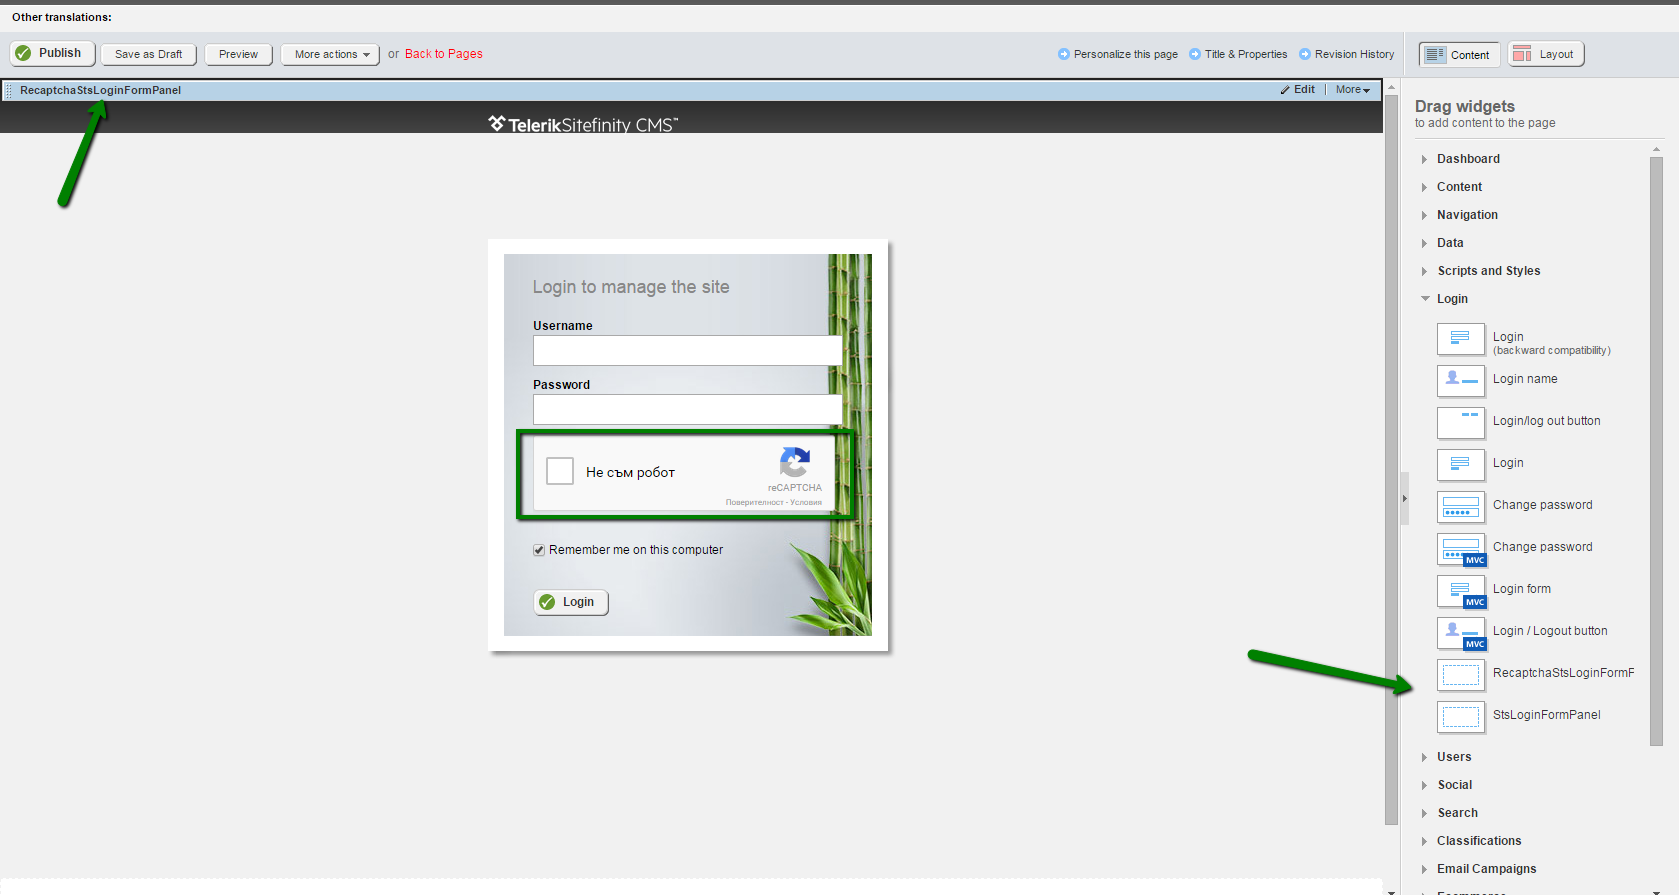 Other translations:
Publish Save as Draft Preview More actions or Back to Pages Personalize this page Title & Properties Revision History Content Layout
RecaptchaStsLoginFormPanel Edit More
TelerikSitefinity CMS™
Login to manage the site
Username
Password
Не съм робот
reCAPTCHA
Поверителност - Условия
Remember me on this computer
Login
Drag widgets
to add content to the page
Dashboard
Content
Navigation
Data
Scripts and Styles
Login
Login
(backward compatibility)
Login name
Login/log out button
Login
Change password
Change password
MVC
Login form
MVC
Login / Logout button
MVC
RecaptchaStsLoginFormF
StsLoginFormPanel
Users
Social
Search
Classifications
Email Campaigns